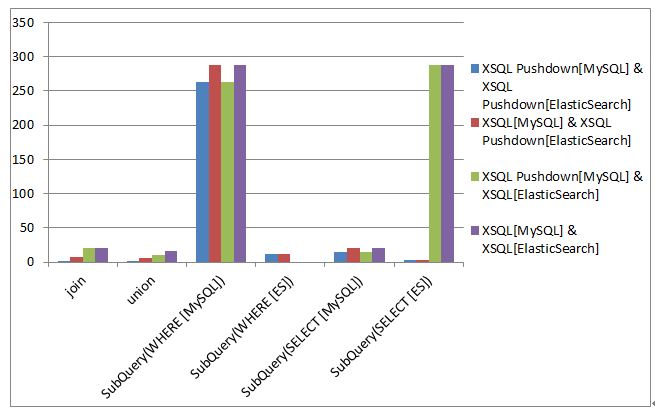 350
300
250
200
150
100
50
0
join
union
SubQuery(WHERE [MySQL])
SubQuery(WHERE [ES])
SubQuery(SELECT [MySQL])
SubQuery(SELECT [ES])
XSQL Pushdown[MySQL] &
XSQL
Pushdown[ElasticSearch]
XSQL[MySQL] & XSQL
Pushdown[ElasticSearch]
XSQL Pushdown[MySQL] &
XSQL[ElasticSearch]
XSQL[MySQL] &
XSQL[ElasticSearch]